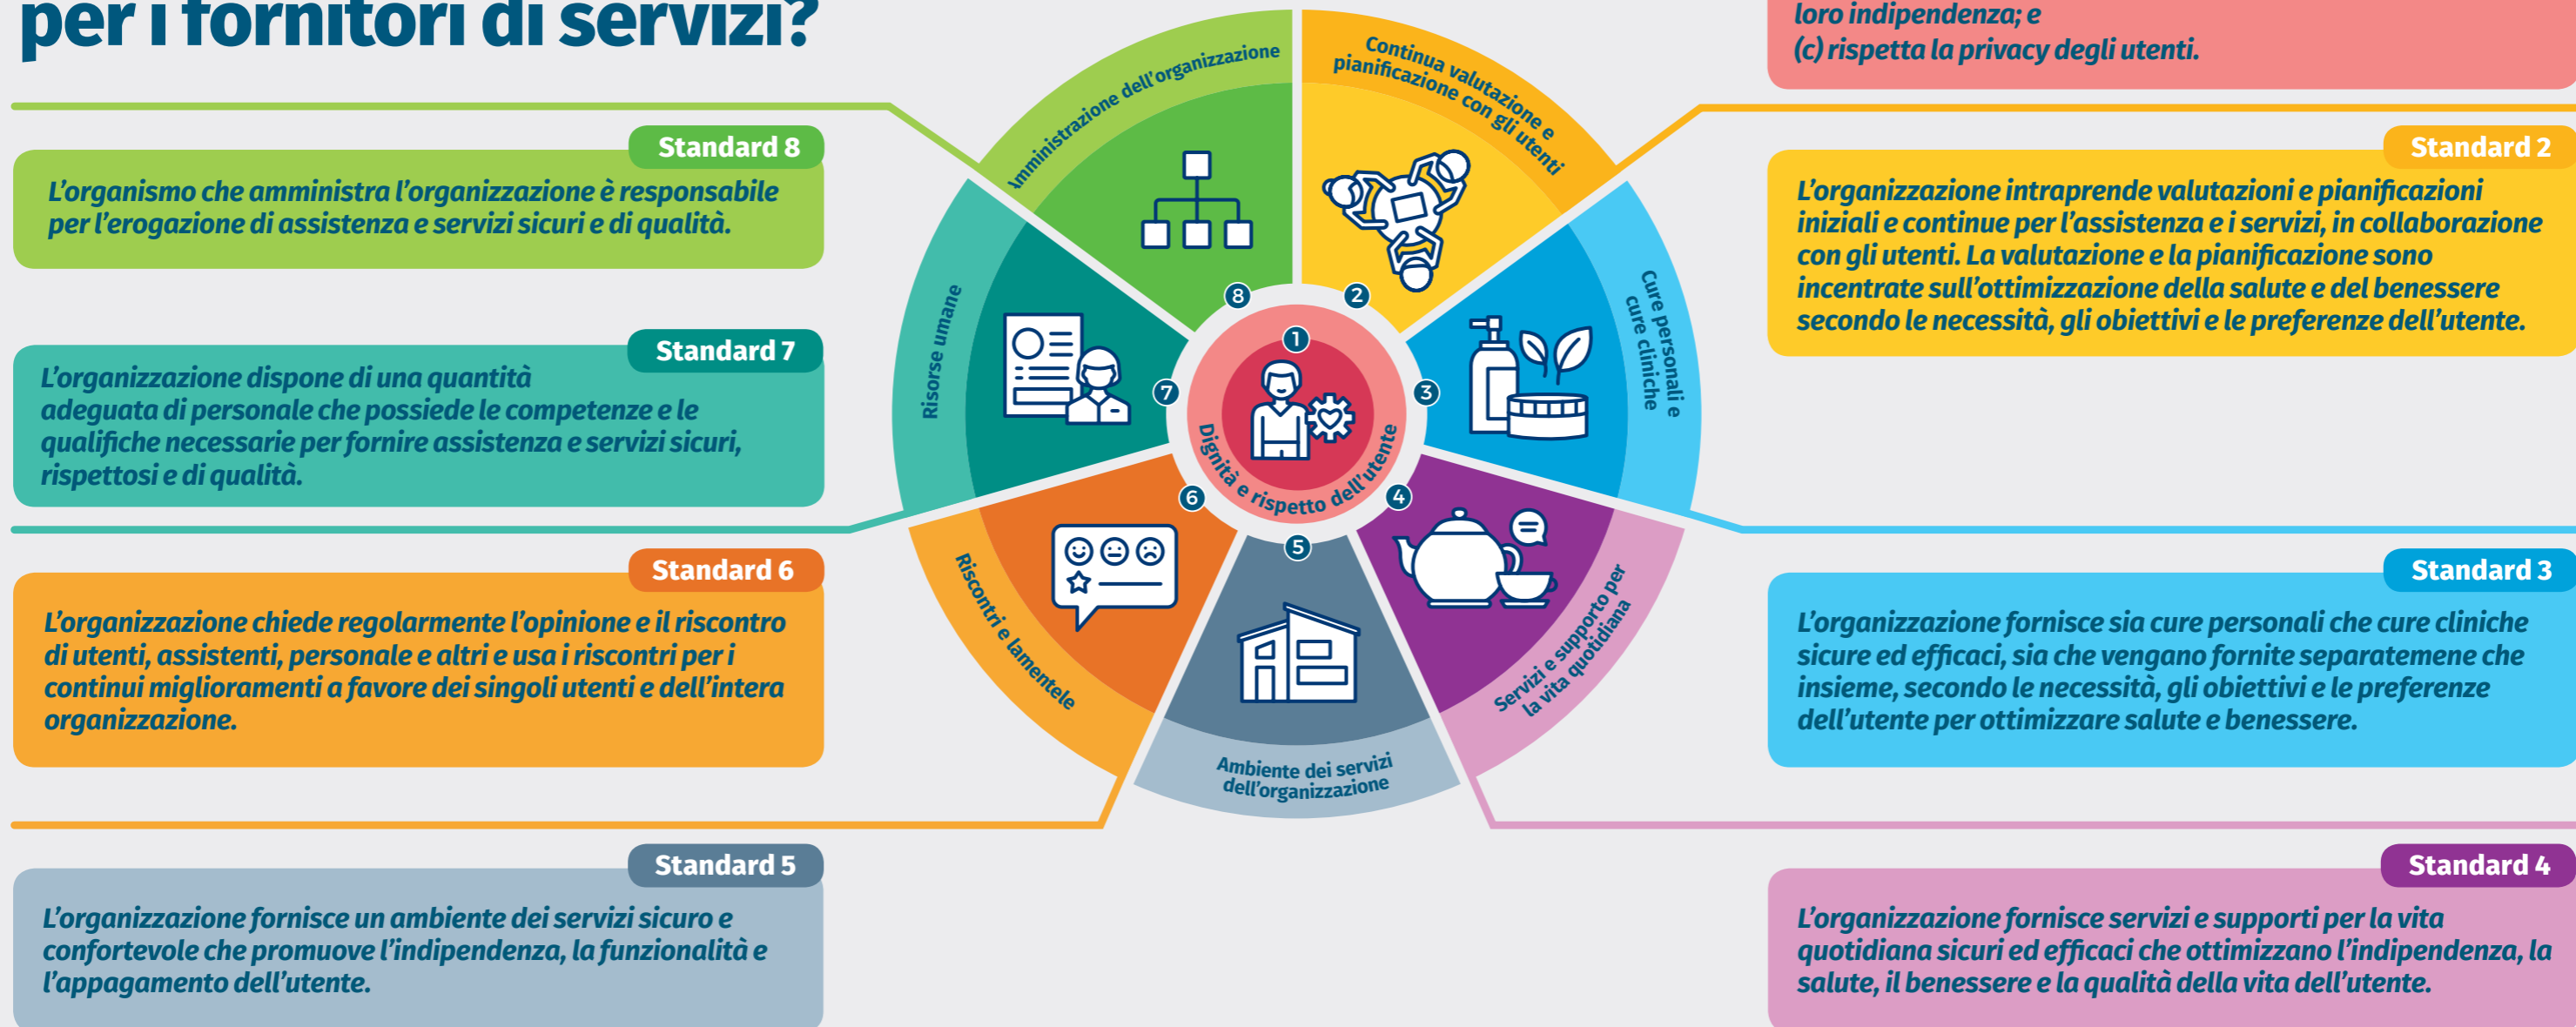 per i fornitori di servizi?
loro indipendenza; e
(c) rispetta la privacy degli utenti.
Standard 8
L'organismo che amministra l'organizzazione è responsabile
per l'erogazione di assistenza e servizi sicuri e di qualità.
Standard 7
L'organizzazione dispone di una quantità
adeguata di personale che possiede le competenze e le
qualifiche necessarie per fornire assistenza e servizi sicuri,
rispettosi e di qualità.
Standard 6
L'organizzazione chiede regolarmente l'opinione e il riscontro
di utenti, assistenti, personale e altri e usa i riscontri per i
continui miglioramenti a favore dei singoli utenti e dell'intera
organizzazione.
Standard 5
L'organizzazione fornisce un ambiente dei servizi sicuro e
confortevole che promuove l'indipendenza, la funzionalità e
l'appagamento dell'utente.
Amministrazione dell'organizzazione
Continua valutazione e
pianificazione con gli utenti
Risorse umane
Cure personali e
cure cliniche
8
2
1
7
3
Dignità e rispetto dell'utente
6
4
5
Riscontri e lamentele
Servizi e supporto per
la vita quotidiana
Ambiente dei servizi
dell'organizzazione
Standard 2
L'organizzazione intraprende valutazioni e pianificazioni
iniziali e continue per l'assistenza e i servizi, in collaborazione
con gli utenti. La valutazione e la pianificazione sono
incentrate sull'ottimizzazione della salute e del benessere
secondo le necessità, gli obiettivi e le preferenze dell'utente.
Standard 3
L'organizzazione fornisce sia cure personali che cure cliniche
sicure ed efficaci, sia che vengano fornite separatemene che
insieme, secondo le necessità, gli obiettivi e le preferenze
dell'utente per ottimizzare salute e benessere.
Standard 4
L'organizzazione fornisce servizi e supporti per la vita
quotidiana sicuri ed efficaci che ottimizzano l'indipendenza, la
salute, il benessere e la qualità della vita dell'utente.